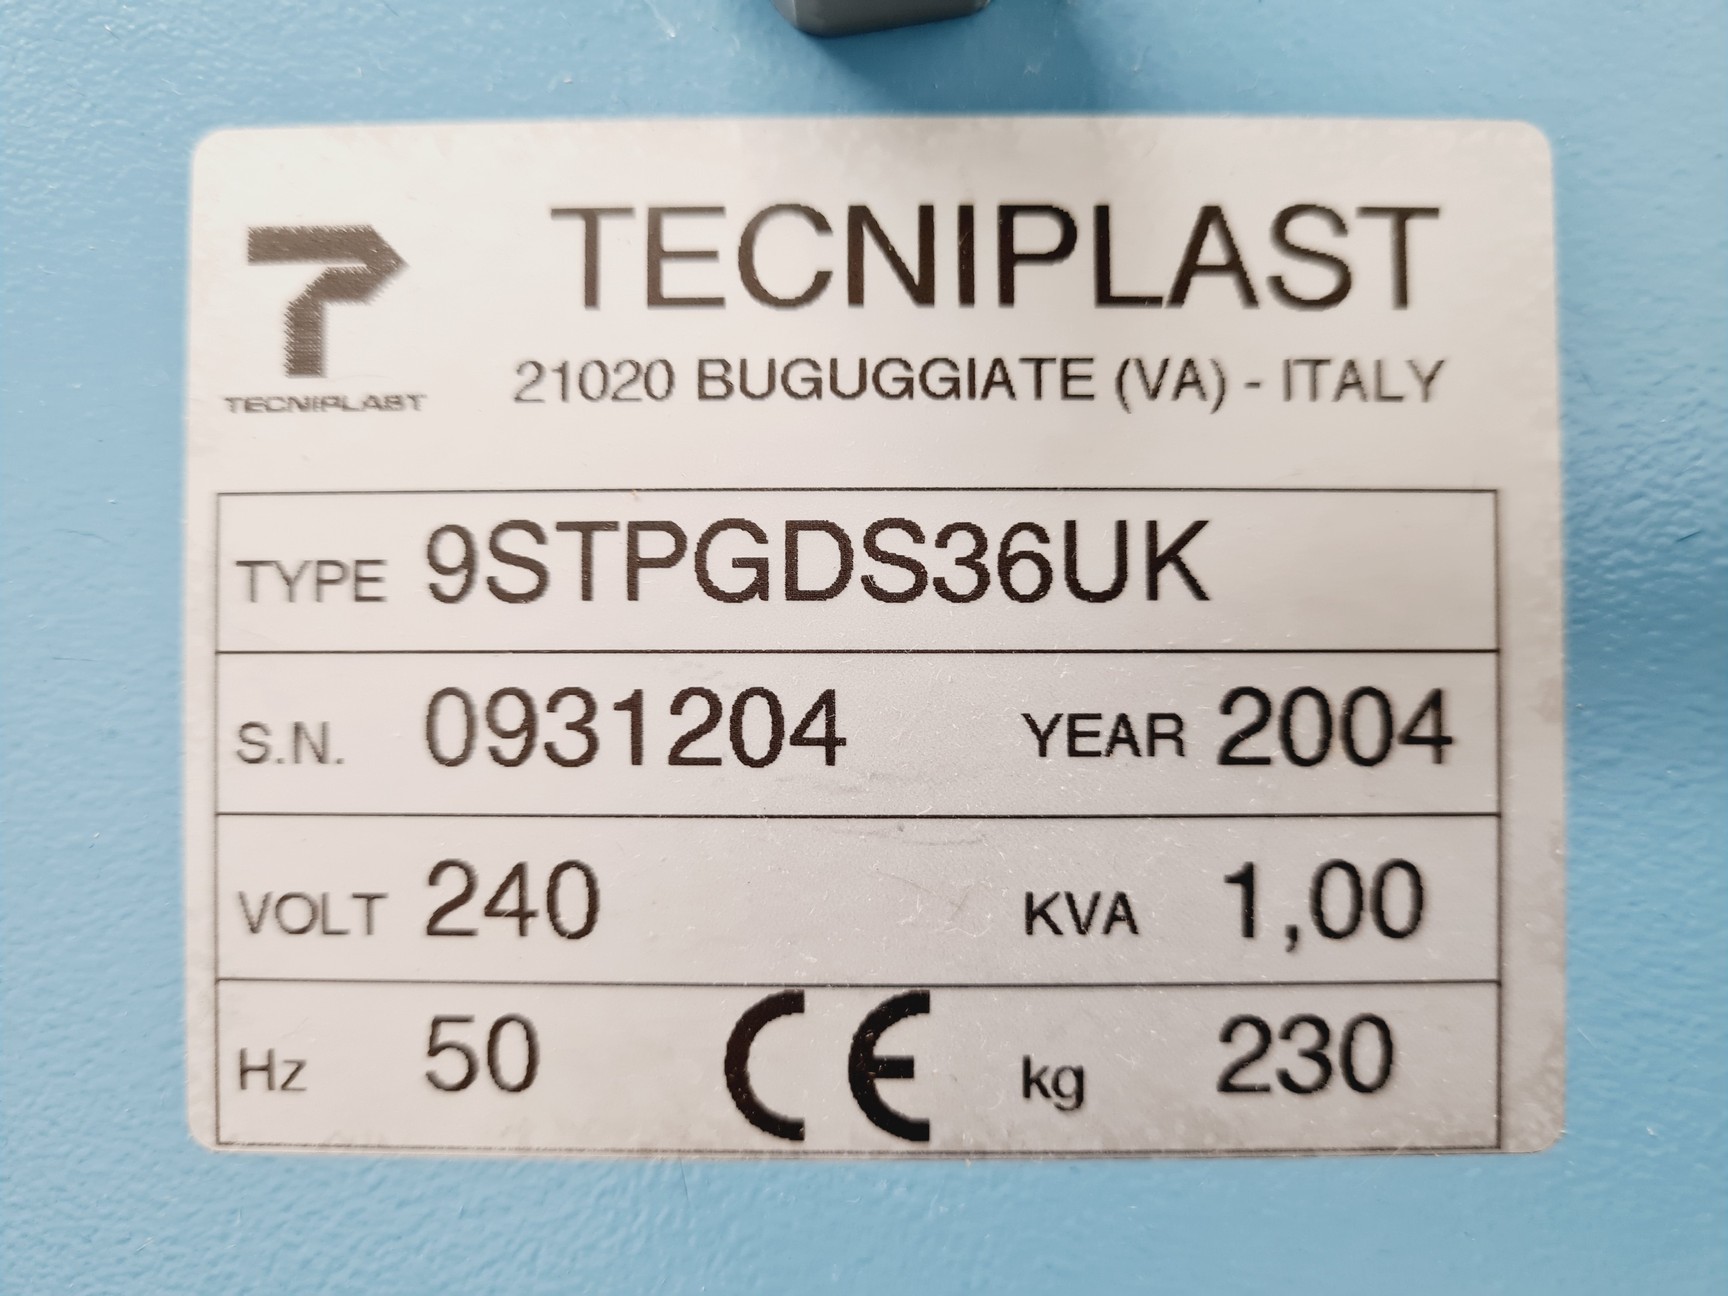 TECNIPLAST
TECNIPLAST
21020 BUGUGGIATE (VA) - ITALY
TYPE 9STPGDS36UK
S.N. 0931204 YEAR 2004
VOLT 240 KVA 1,00
Hz 50 CE kg 230